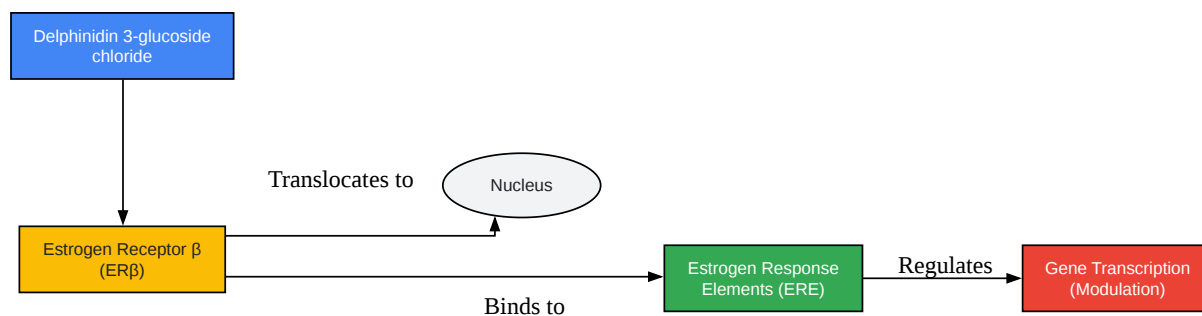 Delphinidin 3-glucoside
chloride
Translocates to
Nucleus
Estrogen Receptor β
(ERβ)
Binds to
Estrogen Response
Elements (ERE)
Regulates
Gene Transcription
(Modulation)